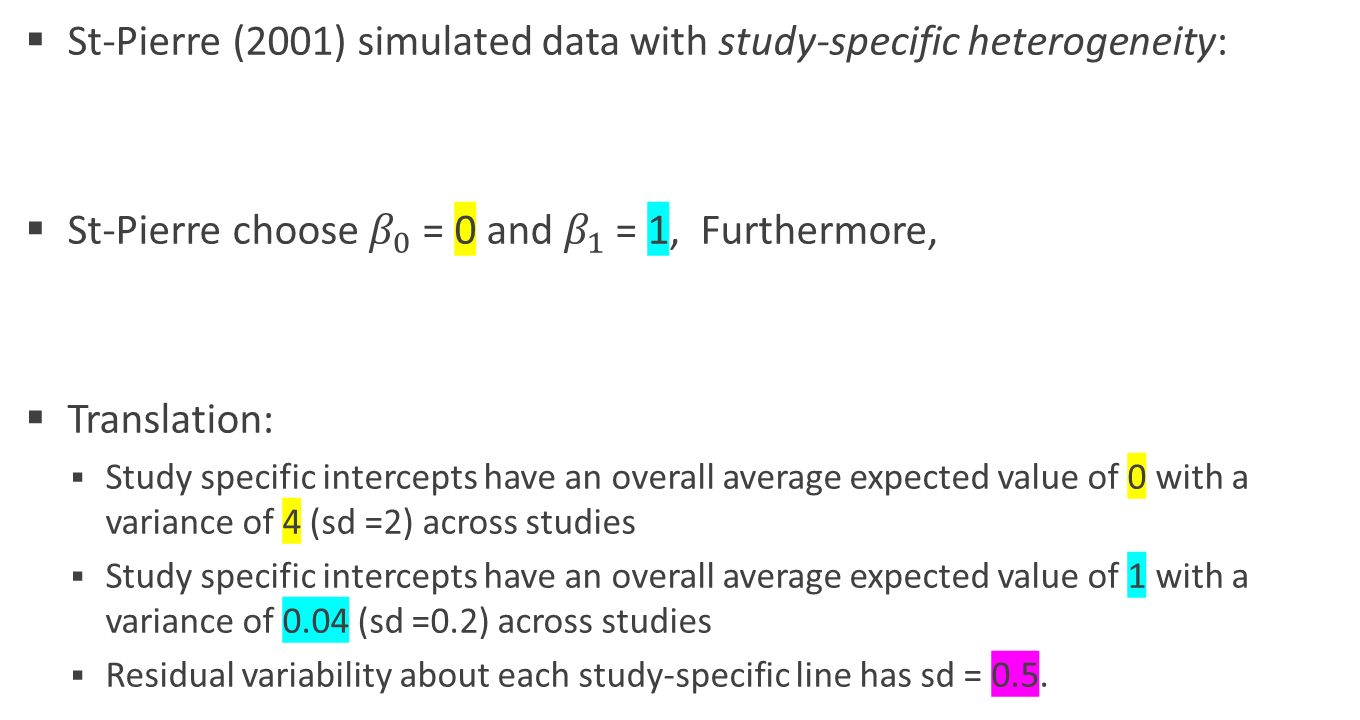 ▪ St-Pierre (2001) simulated data with study-specific heterogeneity:
▪ St-Pierre choose β₀ = 0 and β₁ = 1, Furthermore,
▪ Translation:
▪ Study specific intercepts have an overall average expected value of 0 with a
variance of 4 (sd =2) across studies
▪ Study specific intercepts have an overall average expected value of 1 with a
variance of 0.04 (sd =0.2) across studies
▪ Residual variability about each study-specific line has sd = 0.5.